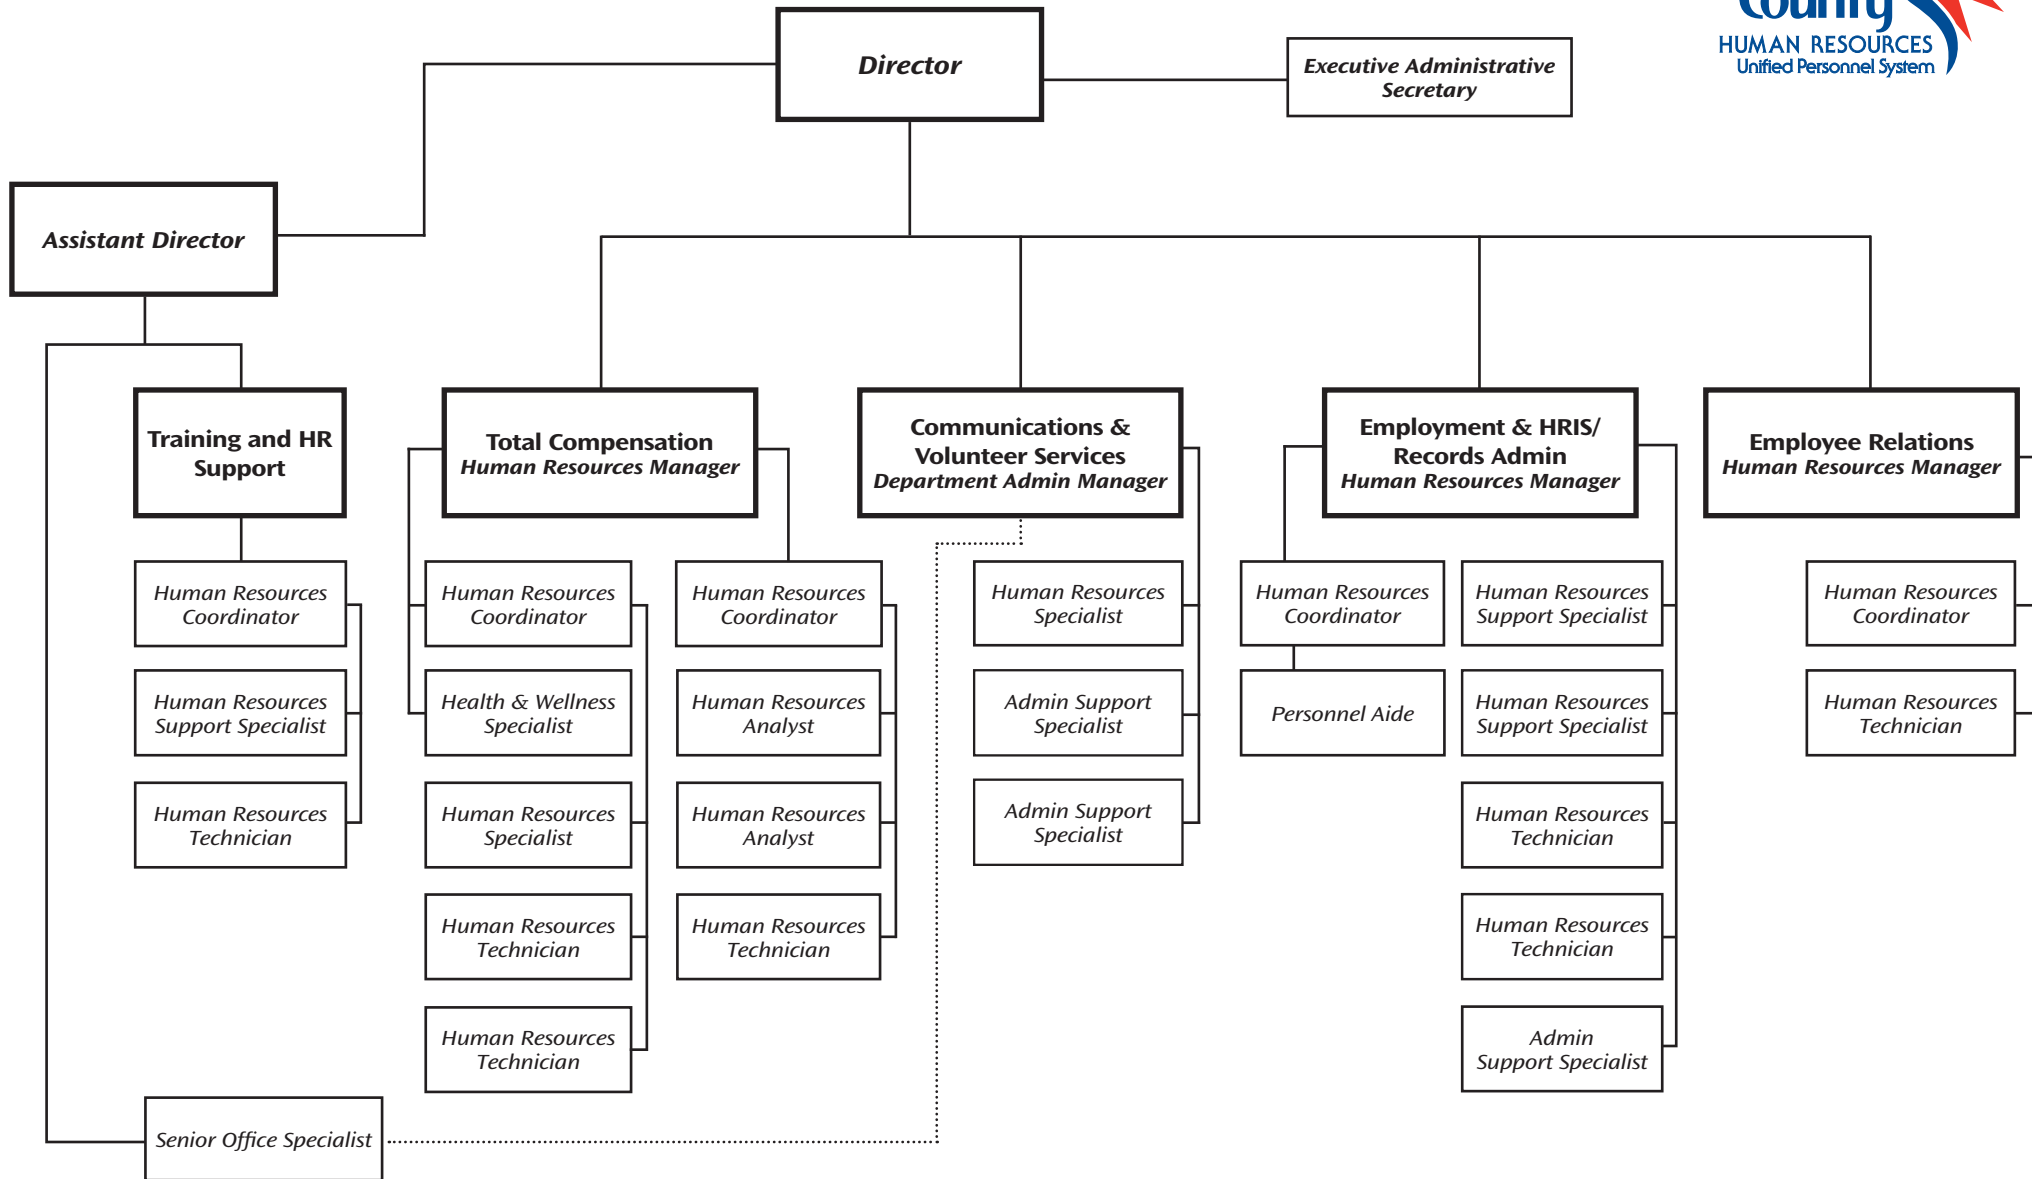 County
HUMAN RESOURCES
Unified Personnel System
Director
Executive Administrative
Secretary
Assistant Director
Training and HR
Support
Total Compensation
Human Resources Manager
Communications &
Volunteer Services
Department Admin Manager
Employment & HRIS/
Records Admin
Human Resources Manager
Employee Relations
Human Resources Manager
Human Resources
Coordinator
Human Resources
Support Specialist
Human Resources
Technician
Human Resources
Coordinator
Health & Wellness
Specialist
Human Resources
Specialist
Human Resources
Technician
Human Resources
Technician
Human Resources
Coordinator
Human Resources
Analyst
Human Resources
Analyst
Human Resources
Technician
Human Resources
Specialist
Admin Support
Specialist
Admin Support
Specialist
Human Resources
Coordinator
Personnel Aide
Human Resources
Support Specialist
Human Resources
Support Specialist
Human Resources
Technician
Human Resources
Technician
Admin
Support Specialist
Human Resources
Coordinator
Human Resources
Technician
Senior Office Specialist